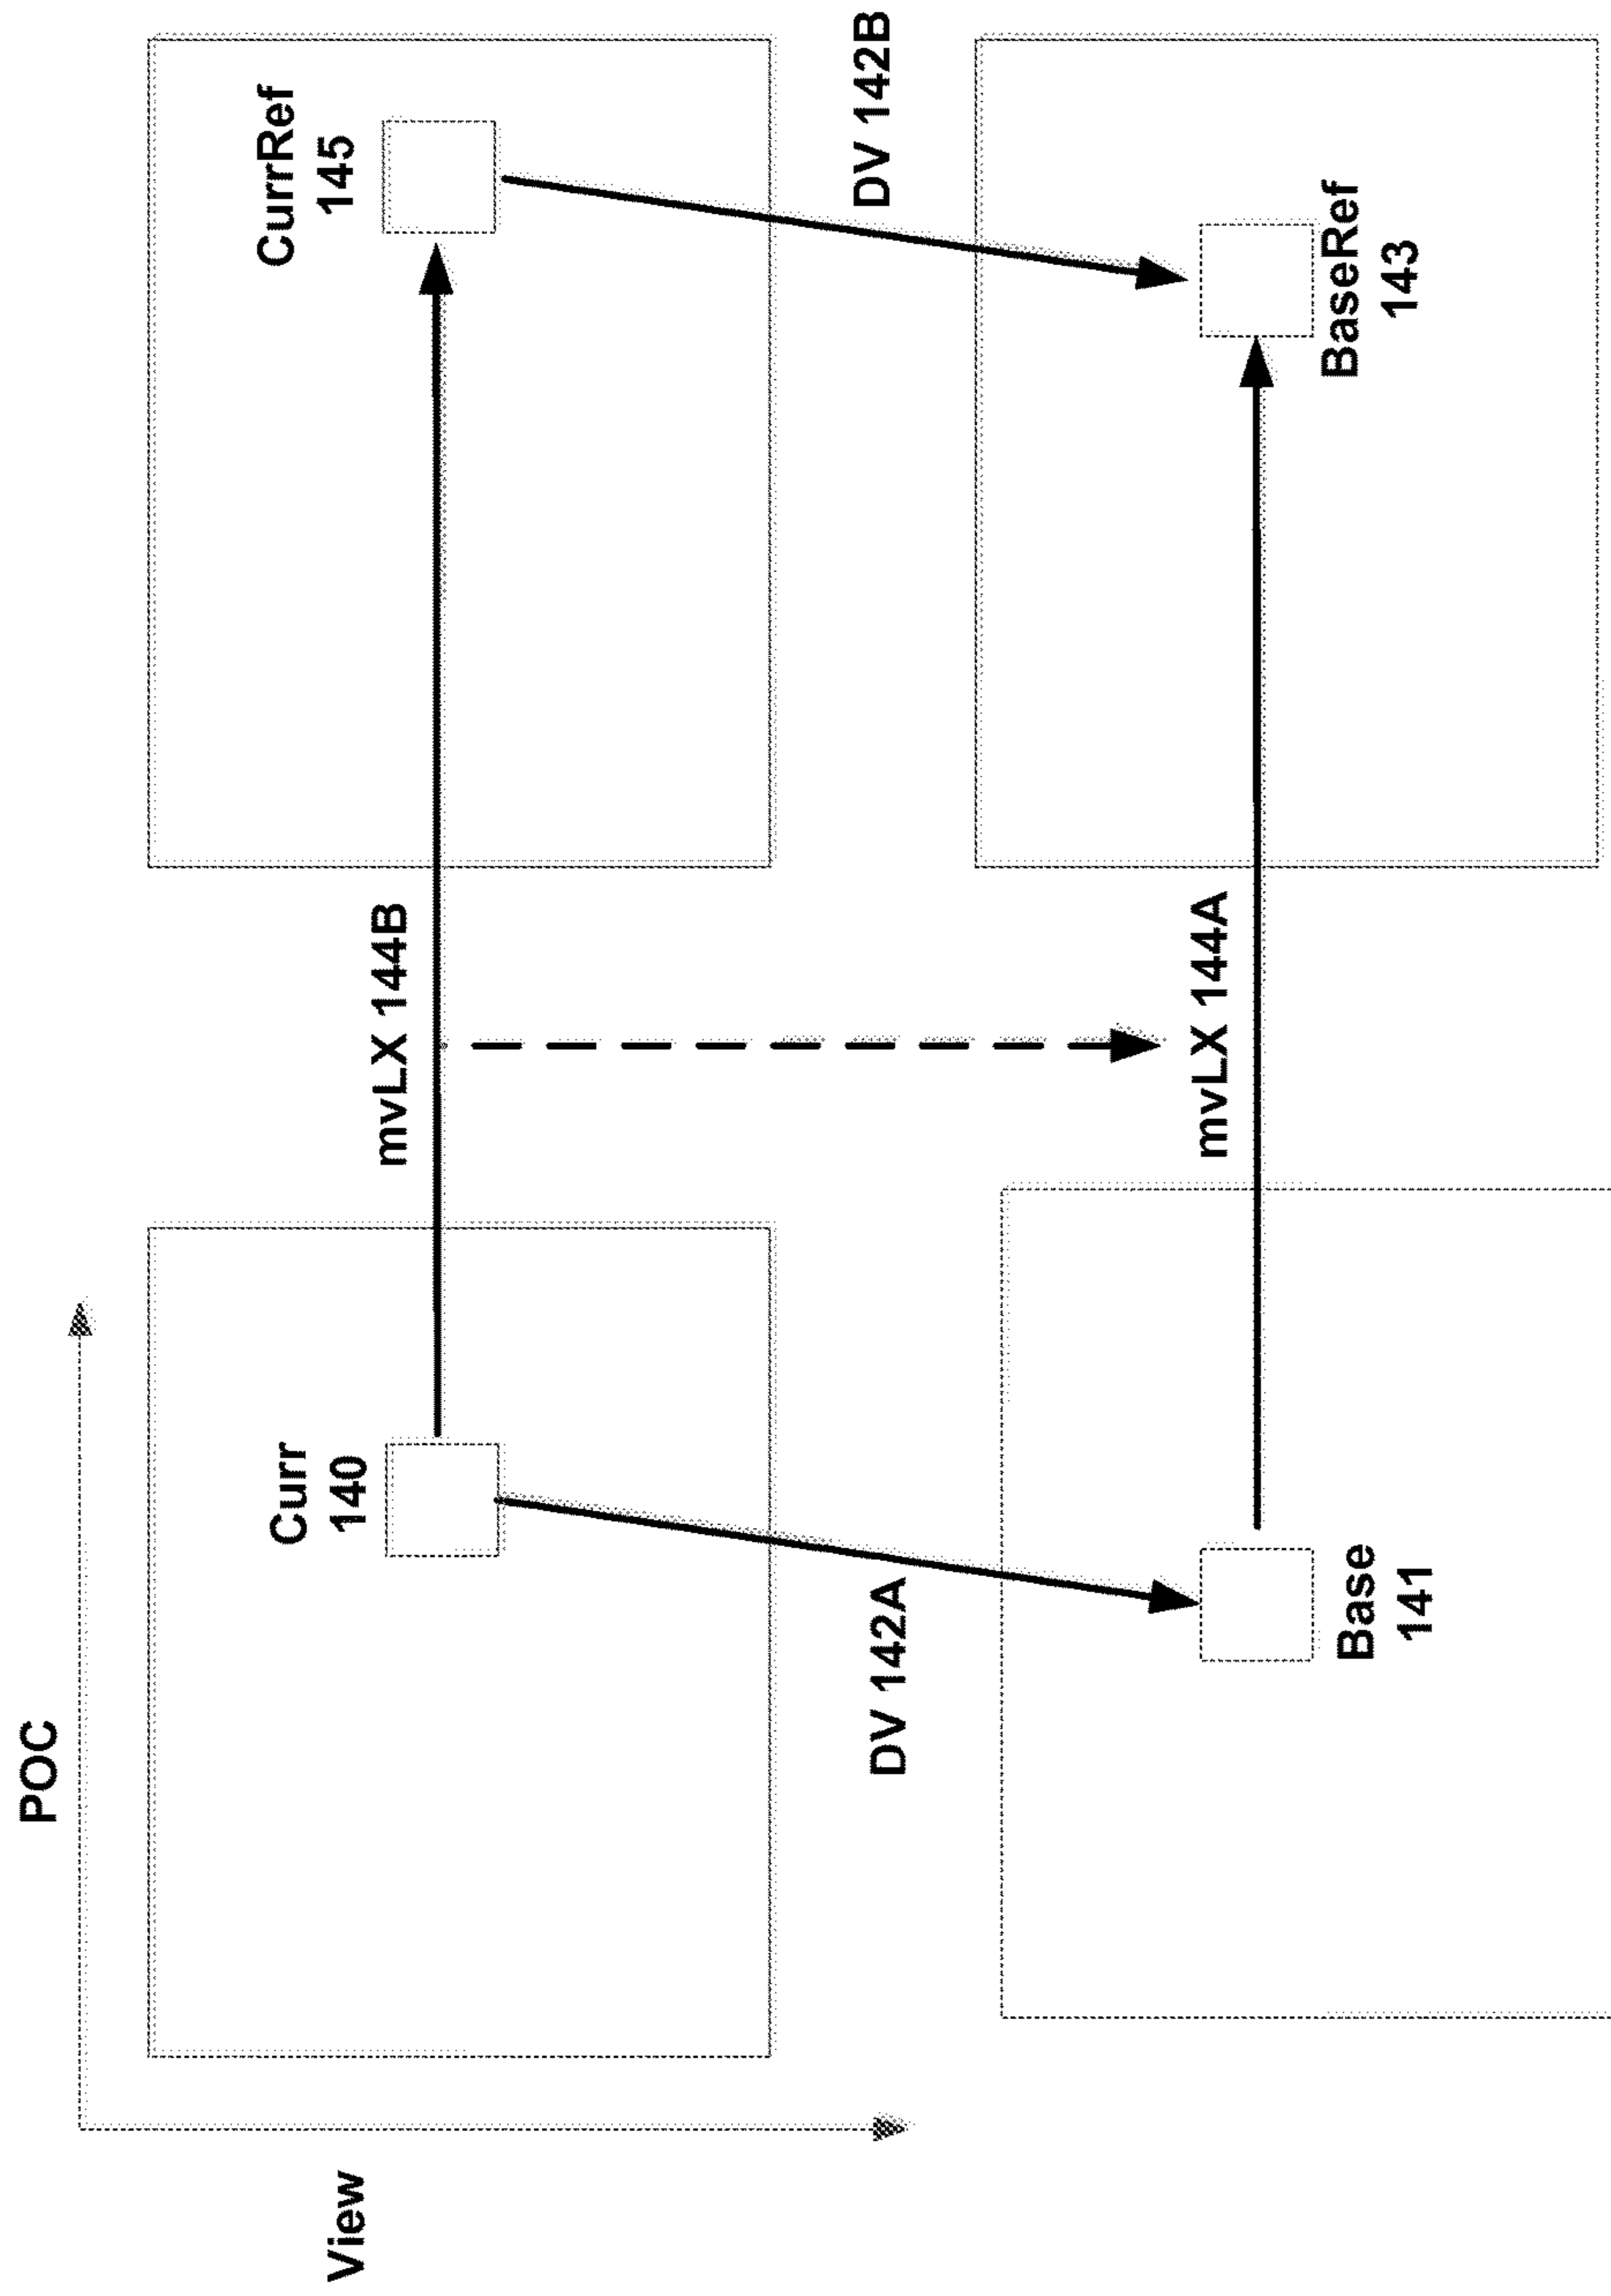 POC
View
Curr
140
CurrRef
145
mvLX 144B
DV 142A
DV 142B
mvLX 144A
Base
141
BaseRef
143